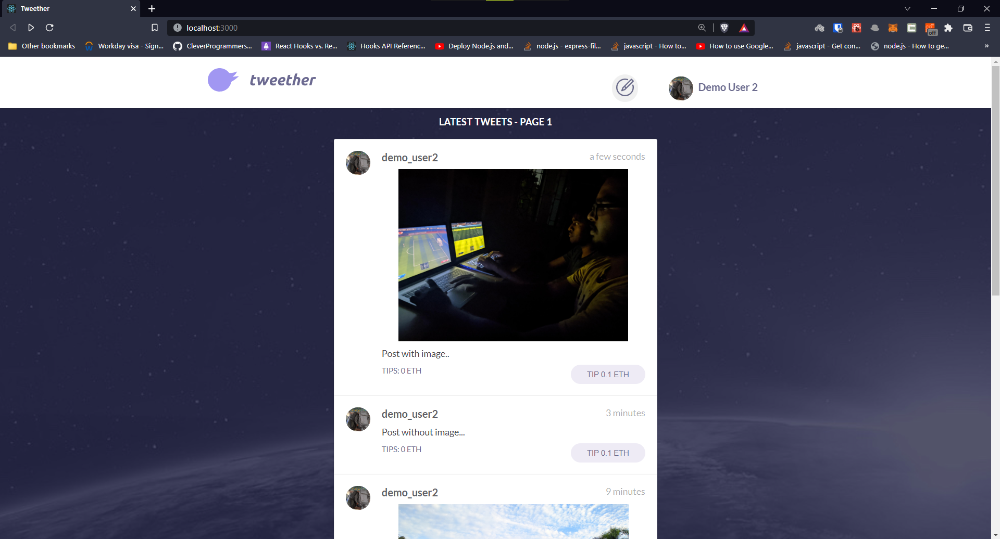 Tweether
localhost:3000
Other bookmarks
Workday visa - Sign...
CleverProgrammers...
React Hooks vs. Re...
Hooks API Referenc...
Deploy Node.js and...
node.js - express-fil...
javascript - How to...
How to use Google...
javascript - Get con...
node.js - How to ge...
off
tweether
Demo User 2
LATEST TWEETS - PAGE 1
demo_user2
a few seconds
Post with image..
TIPS: 0 ETH
TIP 0.1 ETH
demo_user2
3 minutes
Post without image...
TIPS: 0 ETH
TIP 0.1 ETH
demo_user2
9 minutes